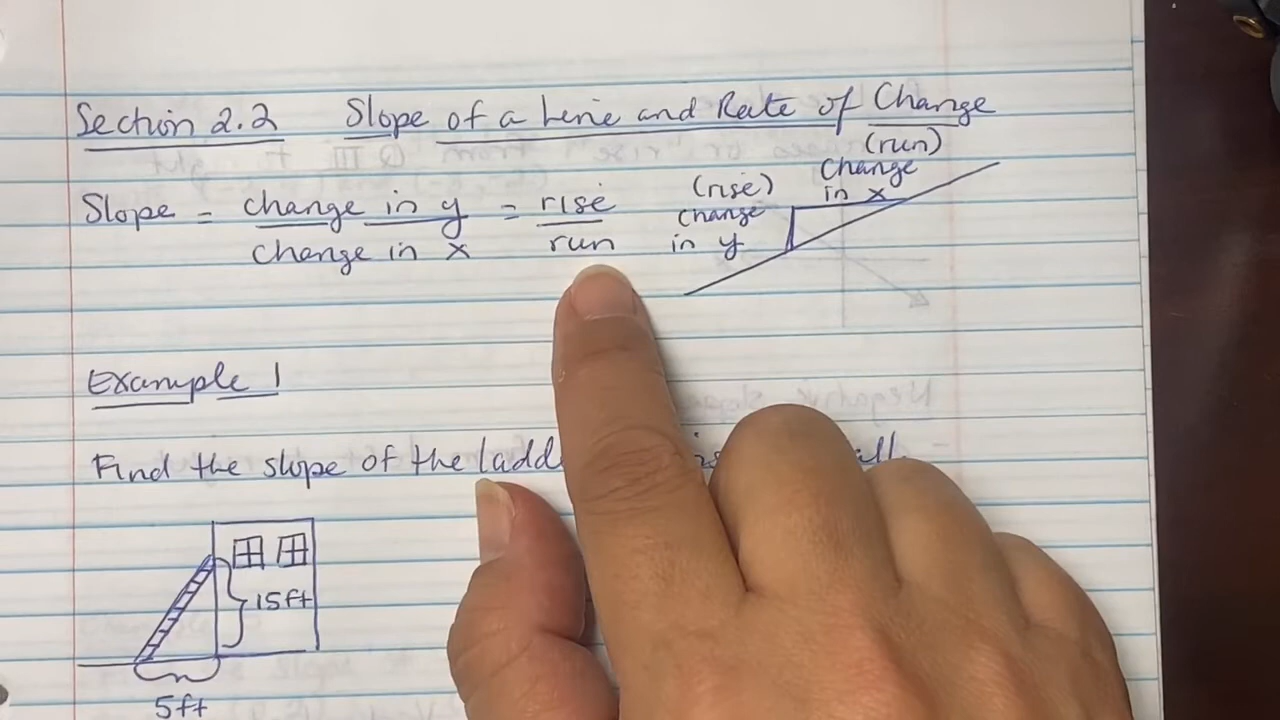 Section 2.2 Slope of a Line and Rate of Change
Slope = change in y / change in x = rise / run
(rise)
change
in y
(run)
change
in x
Example 1
Find the slope of the
15ft
5ft